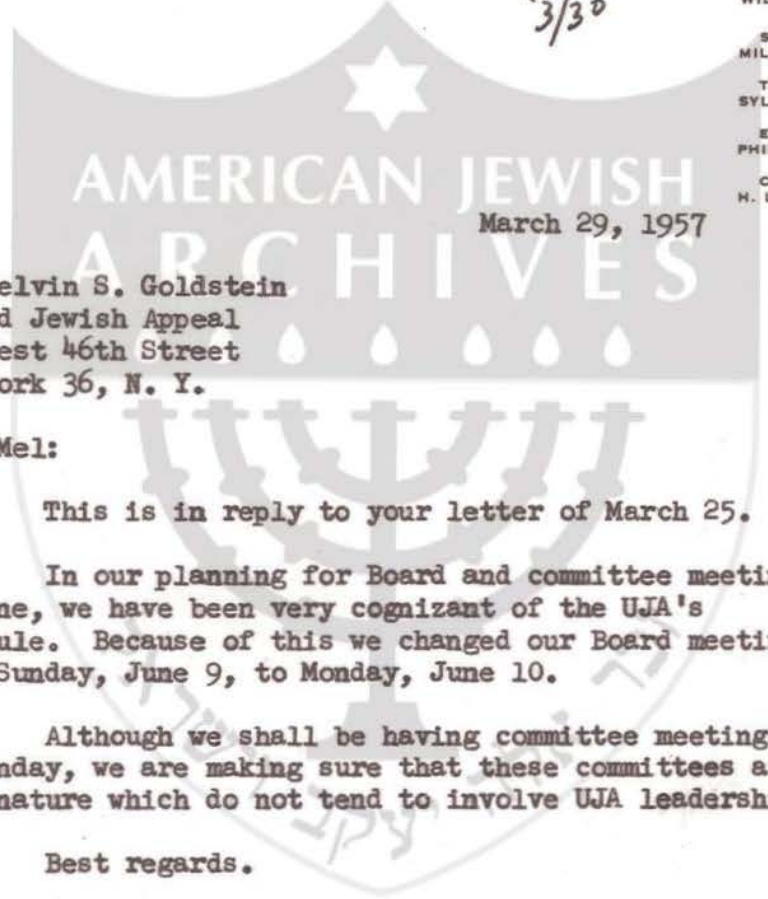 3/30
S
MIL
T
SYL
E
PHI
C
H.
AMERICAN JEWISH
ARCHIVES
March 29, 1957
elvin S. Goldstein
d Jewish Appeal
est 46th Street
ork 36, N. Y.
Mel:
This is in reply to your letter of March 25.
In our planning for Board and committee meeti
ne, we have been very cognizant of the UJA's
ule. Because of this we changed our Board meeti
Sunday, June 9, to Monday, June 10.
Although we shall be having committee meeting
nday, we are making sure that these committees a
nature which do not tend to involve UJA leadersh
Best regards.